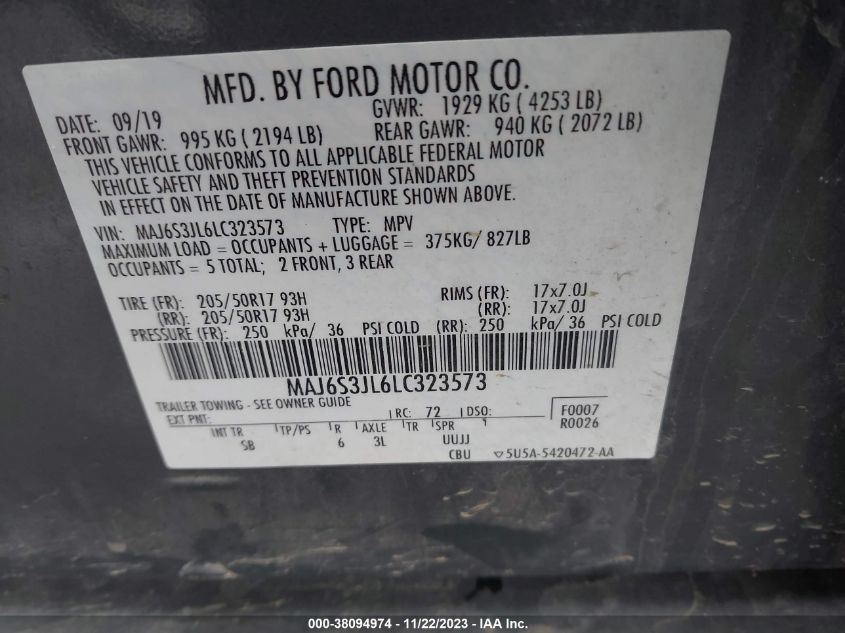 MFD. BY FORD MOTOR CO.
DATE: 09/19 GVWR: 1929 KG ( 4253 LB)
FRONT GAWR: 995 KG ( 2194 LB) REAR GAWR: 940 KG ( 2072 LB)
THIS VEHICLE CONFORMS TO ALL APPLICABLE FEDERAL MOTOR
VEHICLE SAFETY AND THEFT PREVENTION STANDARDS
IN EFFECT ON THE DATE OF MANUFACTURE SHOWN ABOVE.
VIN: MAJ6S3JL6LC323573 TYPE: MPV
MAXIMUM LOAD = OCCUPANTS + LUGGAGE = 375KG/ 827LB
OCCUPANTS = 5 TOTAL; 2 FRONT, 3 REAR
TIRE (FR): 205/50R17 93H RIMS (FR): 17x7.0J
(RR): 205/50R17 93H (RR): 17x7.0J
PRESSURE (FR): 250 kPa/ 36 PSI COLD (RR): 250 kPa/ 36 PSI COLD
MAJ6S3JL6LC323573
TRAILER TOWING - SEE OWNER GUIDE
EXT PNT: RC: 72 DSO: F0007
R0026
INT TR TP/PS R AXLE TR SPR
SB 6 3L UUJJ
CBU 5U5A-5420472-AA
000-38094974 - 11/22/2023 - IAA Inc.